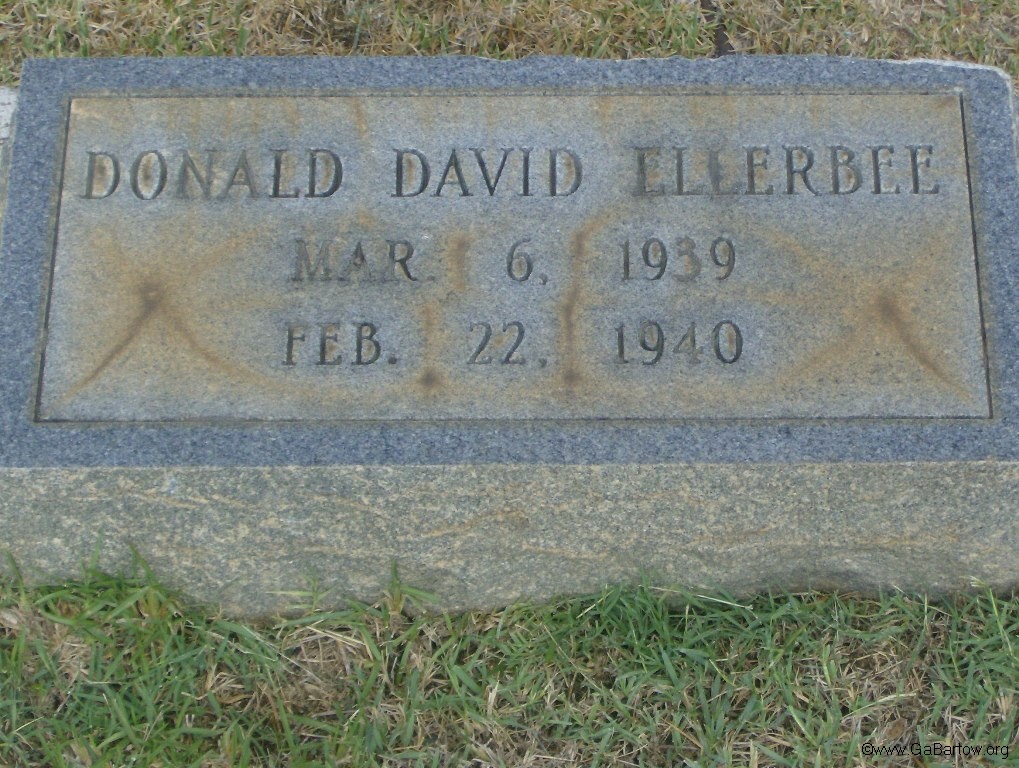 DONALD DAVID ELLERBEE
MAR. 6, 1939
FEB. 22, 1940
©www.GaBartow.org